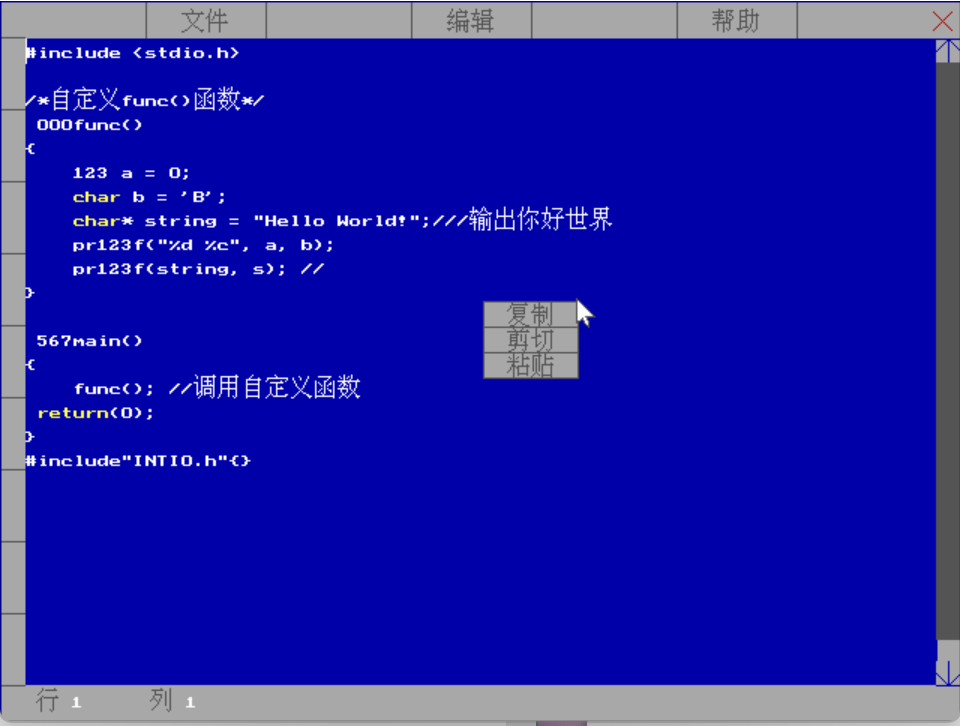 文件 编辑 帮助
#include <stdio.h>
/*自定义func()函数*/
000func()
{
123 a = 0;
char b = 'B';
char* string = "Hello World!";///输出你好世界
pr123f("%d %c", a, b);
pr123f(string, s); //
}
复制
剪切
粘贴
567main()
{
func(); //调用自定义函数
return(0);
}
#include"INTIO.h"{}
行 1 列 1